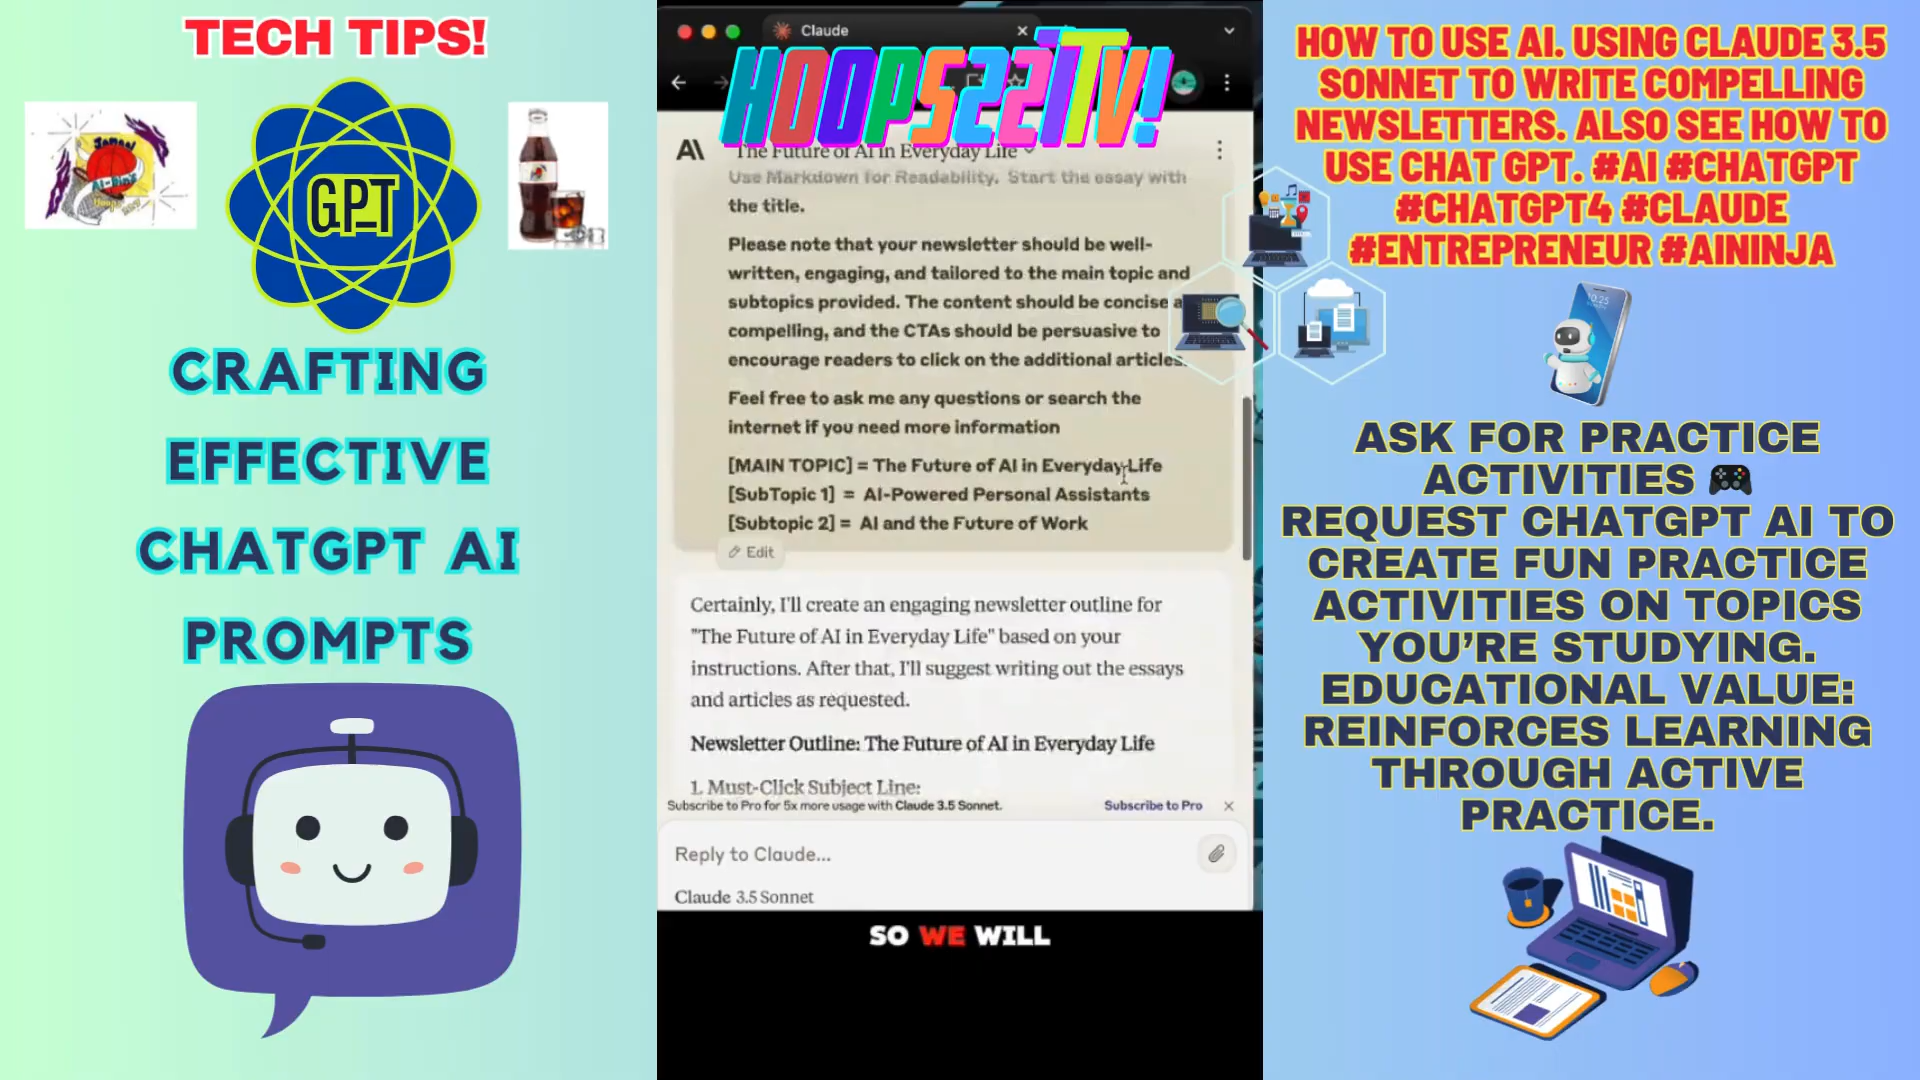 TECH TIPS!
GPT
CRAFTING
EFFECTIVE
CHATGPT AI
PROMPTS
Claude
HOOPS22ITV!
The Future of AI in Everyday Life
Use Markdown for Readability. Start the essay with
the title.
Please note that your newsletter should be well-
written, engaging, and tailored to the main topic and
subtopics provided. The content should be concise a
compelling, and the CTAs should be persuasive to
encourage readers to click on the additional articles.
Feel free to ask me any questions or search the
internet if you need more information
[MAIN TOPIC] = The Future of AI in Everyday Life
[SubTopic 1] = AI-Powered Personal Assistants
[Subtopic 2] = AI and the Future of Work
Edit
Certainly, I'll create an engaging newsletter outline for
"The Future of AI in Everyday Life" based on your
instructions. After that, I'll suggest writing out the essays
and articles as requested.
Newsletter Outline: The Future of AI in Everyday Life
1. Must-Click Subject Line:
Subscribe to Pro for 5x more usage with Claude 3.5 Sonnet.
Subscribe to Pro
Reply to Claude...
Claude 3.5 Sonnet
SO WE WILL
HOW TO USE AI. USING CLAUDE 3.5
SONNET TO WRITE COMPELLING
NEWSLETTERS. ALSO SEE HOW TO
USE CHAT GPT. #AI #CHATGPT
#CHATGPT4 #CLAUDE
#ENTREPRENEUR #AININJA
10:25
ASK FOR PRACTICE
ACTIVITIES
REQUEST CHATGPT AI TO
CREATE FUN PRACTICE
ACTIVITIES ON TOPICS
YOU'RE STUDYING.
EDUCATIONAL VALUE:
REINFORCES LEARNING
THROUGH ACTIVE
PRACTICE.